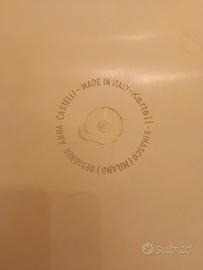 MADE IN ITALY - Kartell - BINASCO (MILANO) DESIGNER ANNA CASTELLI -
subito